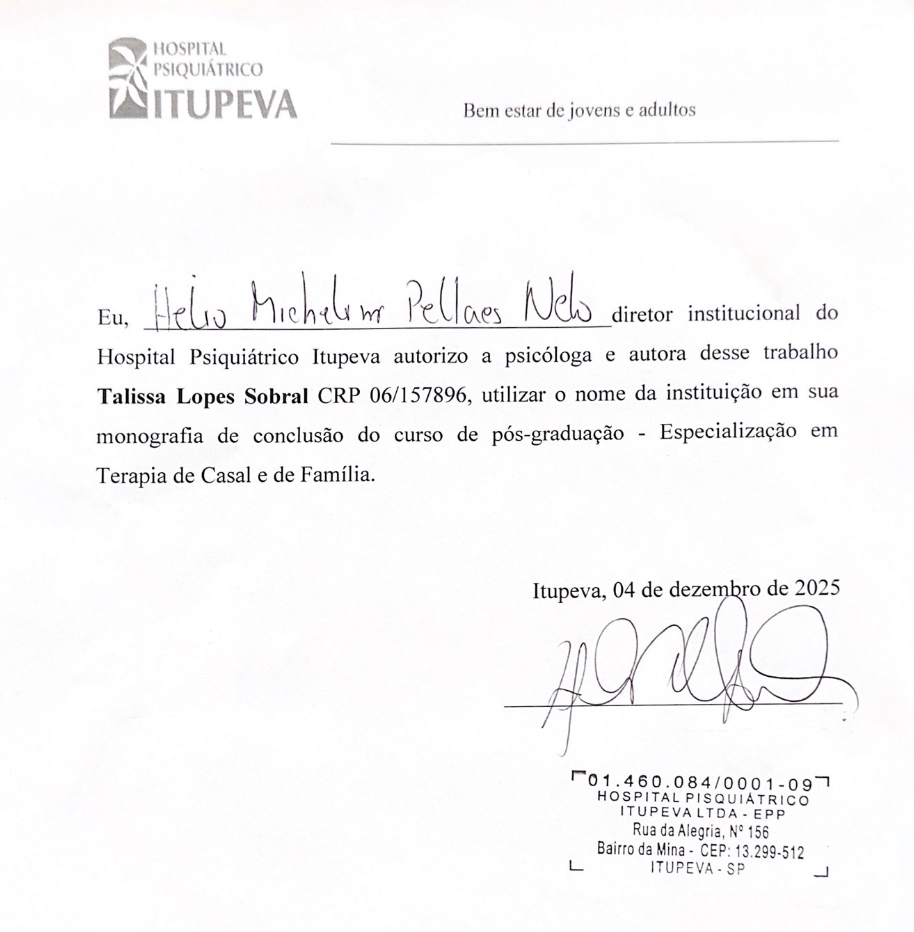 HOSPITAL
PSIQUIÁTRICO
ITUPEVA
Bem estar de jovens e adultos
Eu, Helio Michelini Pellaes Neto diretor institucional do
Hospital Psiquiátrico Itupeva autorizo a psicóloga e autora desse trabalho
Talissa Lopes Sobral CRP 06/157896, utilizar o nome da instituição em sua
monografia de conclusão do curso de pós-graduação - Especialização em
Terapia de Casal e de Família.
Itupeva, 04 de dezembro de 2025
01.460.084/0001-09
HOSPITAL PISQUIÁTRICO
ITUPEVA LTDA - EPP
Rua da Alegria, Nº 156
Bairro da Mina - CEP: 13.299-512
ITUPEVA - SP